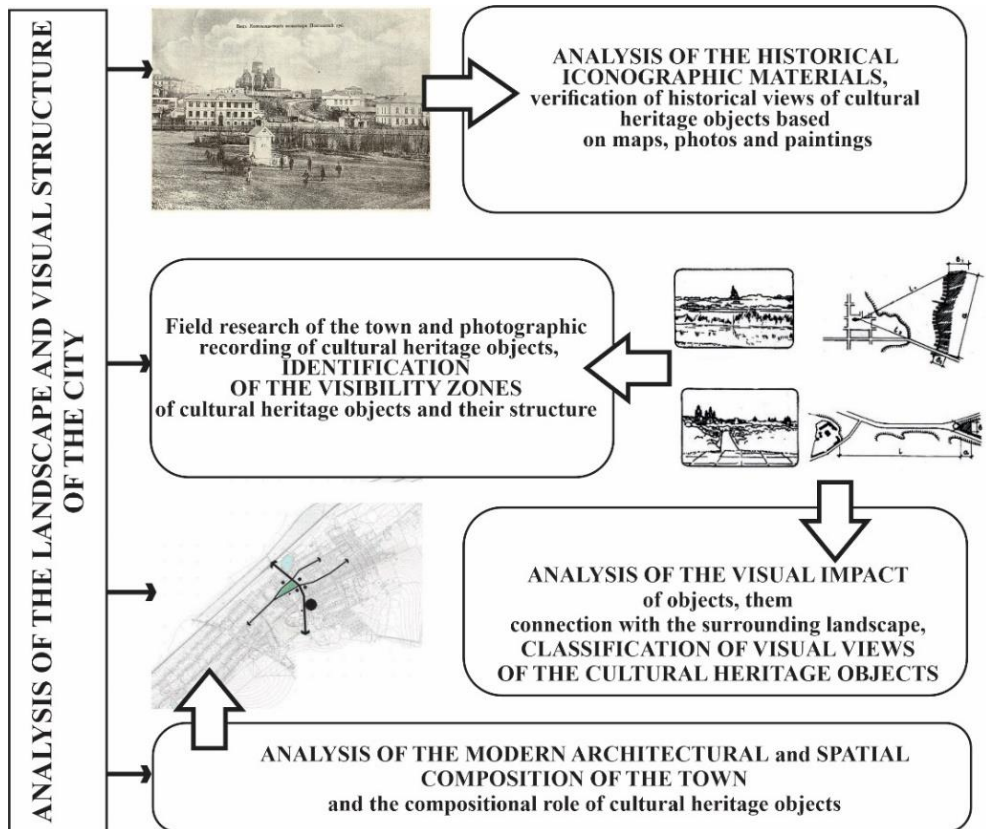 ANALYSIS OF THE LANDSCAPE AND VISUAL STRUCTURE
OF THE CITY
ANALYSIS OF THE HISTORICAL
ICONOGRAPHIC MATERIALS,
verification of historical views of cultural
heritage objects based
on maps, photos and paintings
Field research of the town and photographic
recording of cultural heritage objects,
IDENTIFICATION
OF THE VISIBILITY ZONES
of cultural heritage objects and their structure
ANALYSIS OF THE VISUAL IMPACT
of objects, them
connection with the surrounding landscape,
CLASSIFICATION OF VISUAL VIEWS
OF THE CULTURAL HERITAGE OBJECTS
ANALYSIS OF THE MODERN ARCHITECTURAL and SPATIAL
COMPOSITION OF THE TOWN
and the compositional role of cultural heritage objects